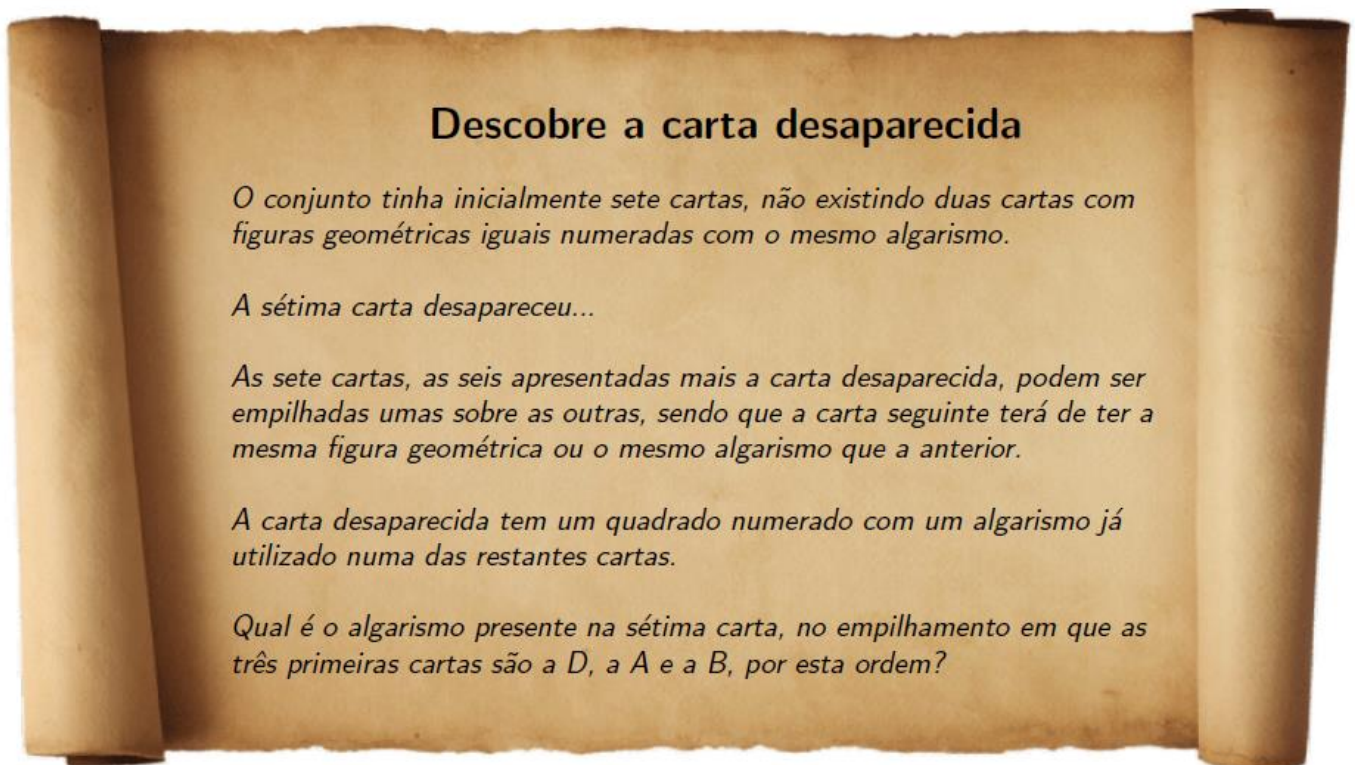 Descobre a carta desaparecida
O conjunto tinha inicialmente sete cartas, não existindo duas cartas com
figuras geométricas iguais numeradas com o mesmo algarismo.
A sétima carta desapareceu...
As sete cartas, as seis apresentadas mais a carta desaparecida, podem ser
empilhadas umas sobre as outras, sendo que a carta seguinte terá de ter a
mesma figura geométrica ou o mesmo algarismo que a anterior.
A carta desaparecida tem um quadrado numerado com um algarismo já
utilizado numa das restantes cartas.
Qual é o algarismo presente na sétima carta, no empilhamento em que as
três primeiras cartas são a D, a A e a B, por esta ordem?